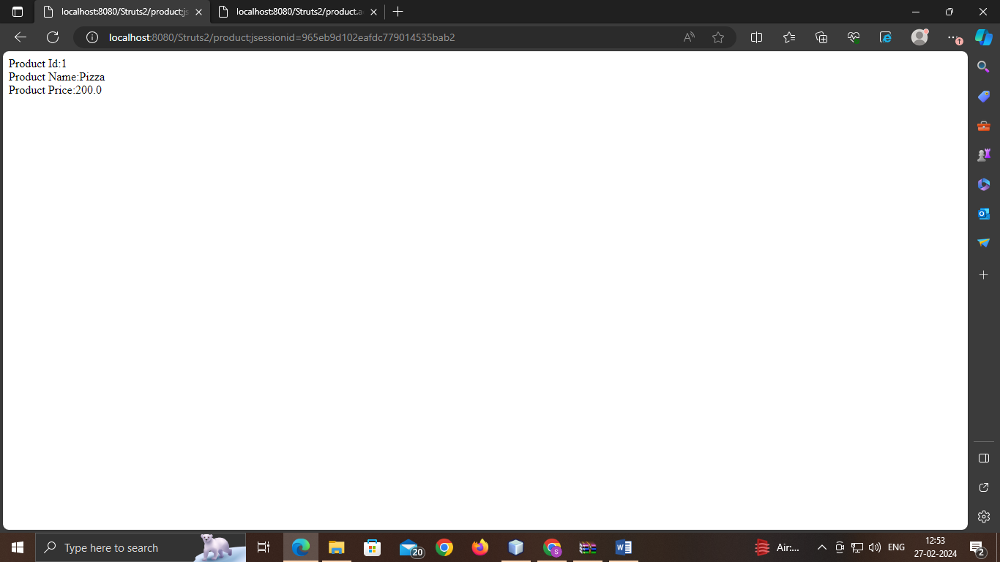 localhost:8080/Struts2/product;js
localhost:8080/Struts2/product.a
localhost:8080/Struts2/product;jsessionid=965eb9d102eafdc779014535bab2
Product Id:1
Product Name:Pizza
Product Price:200.0
Type here to search
20
S
W
Air:...
ENG
12:53
27-02-2024
2